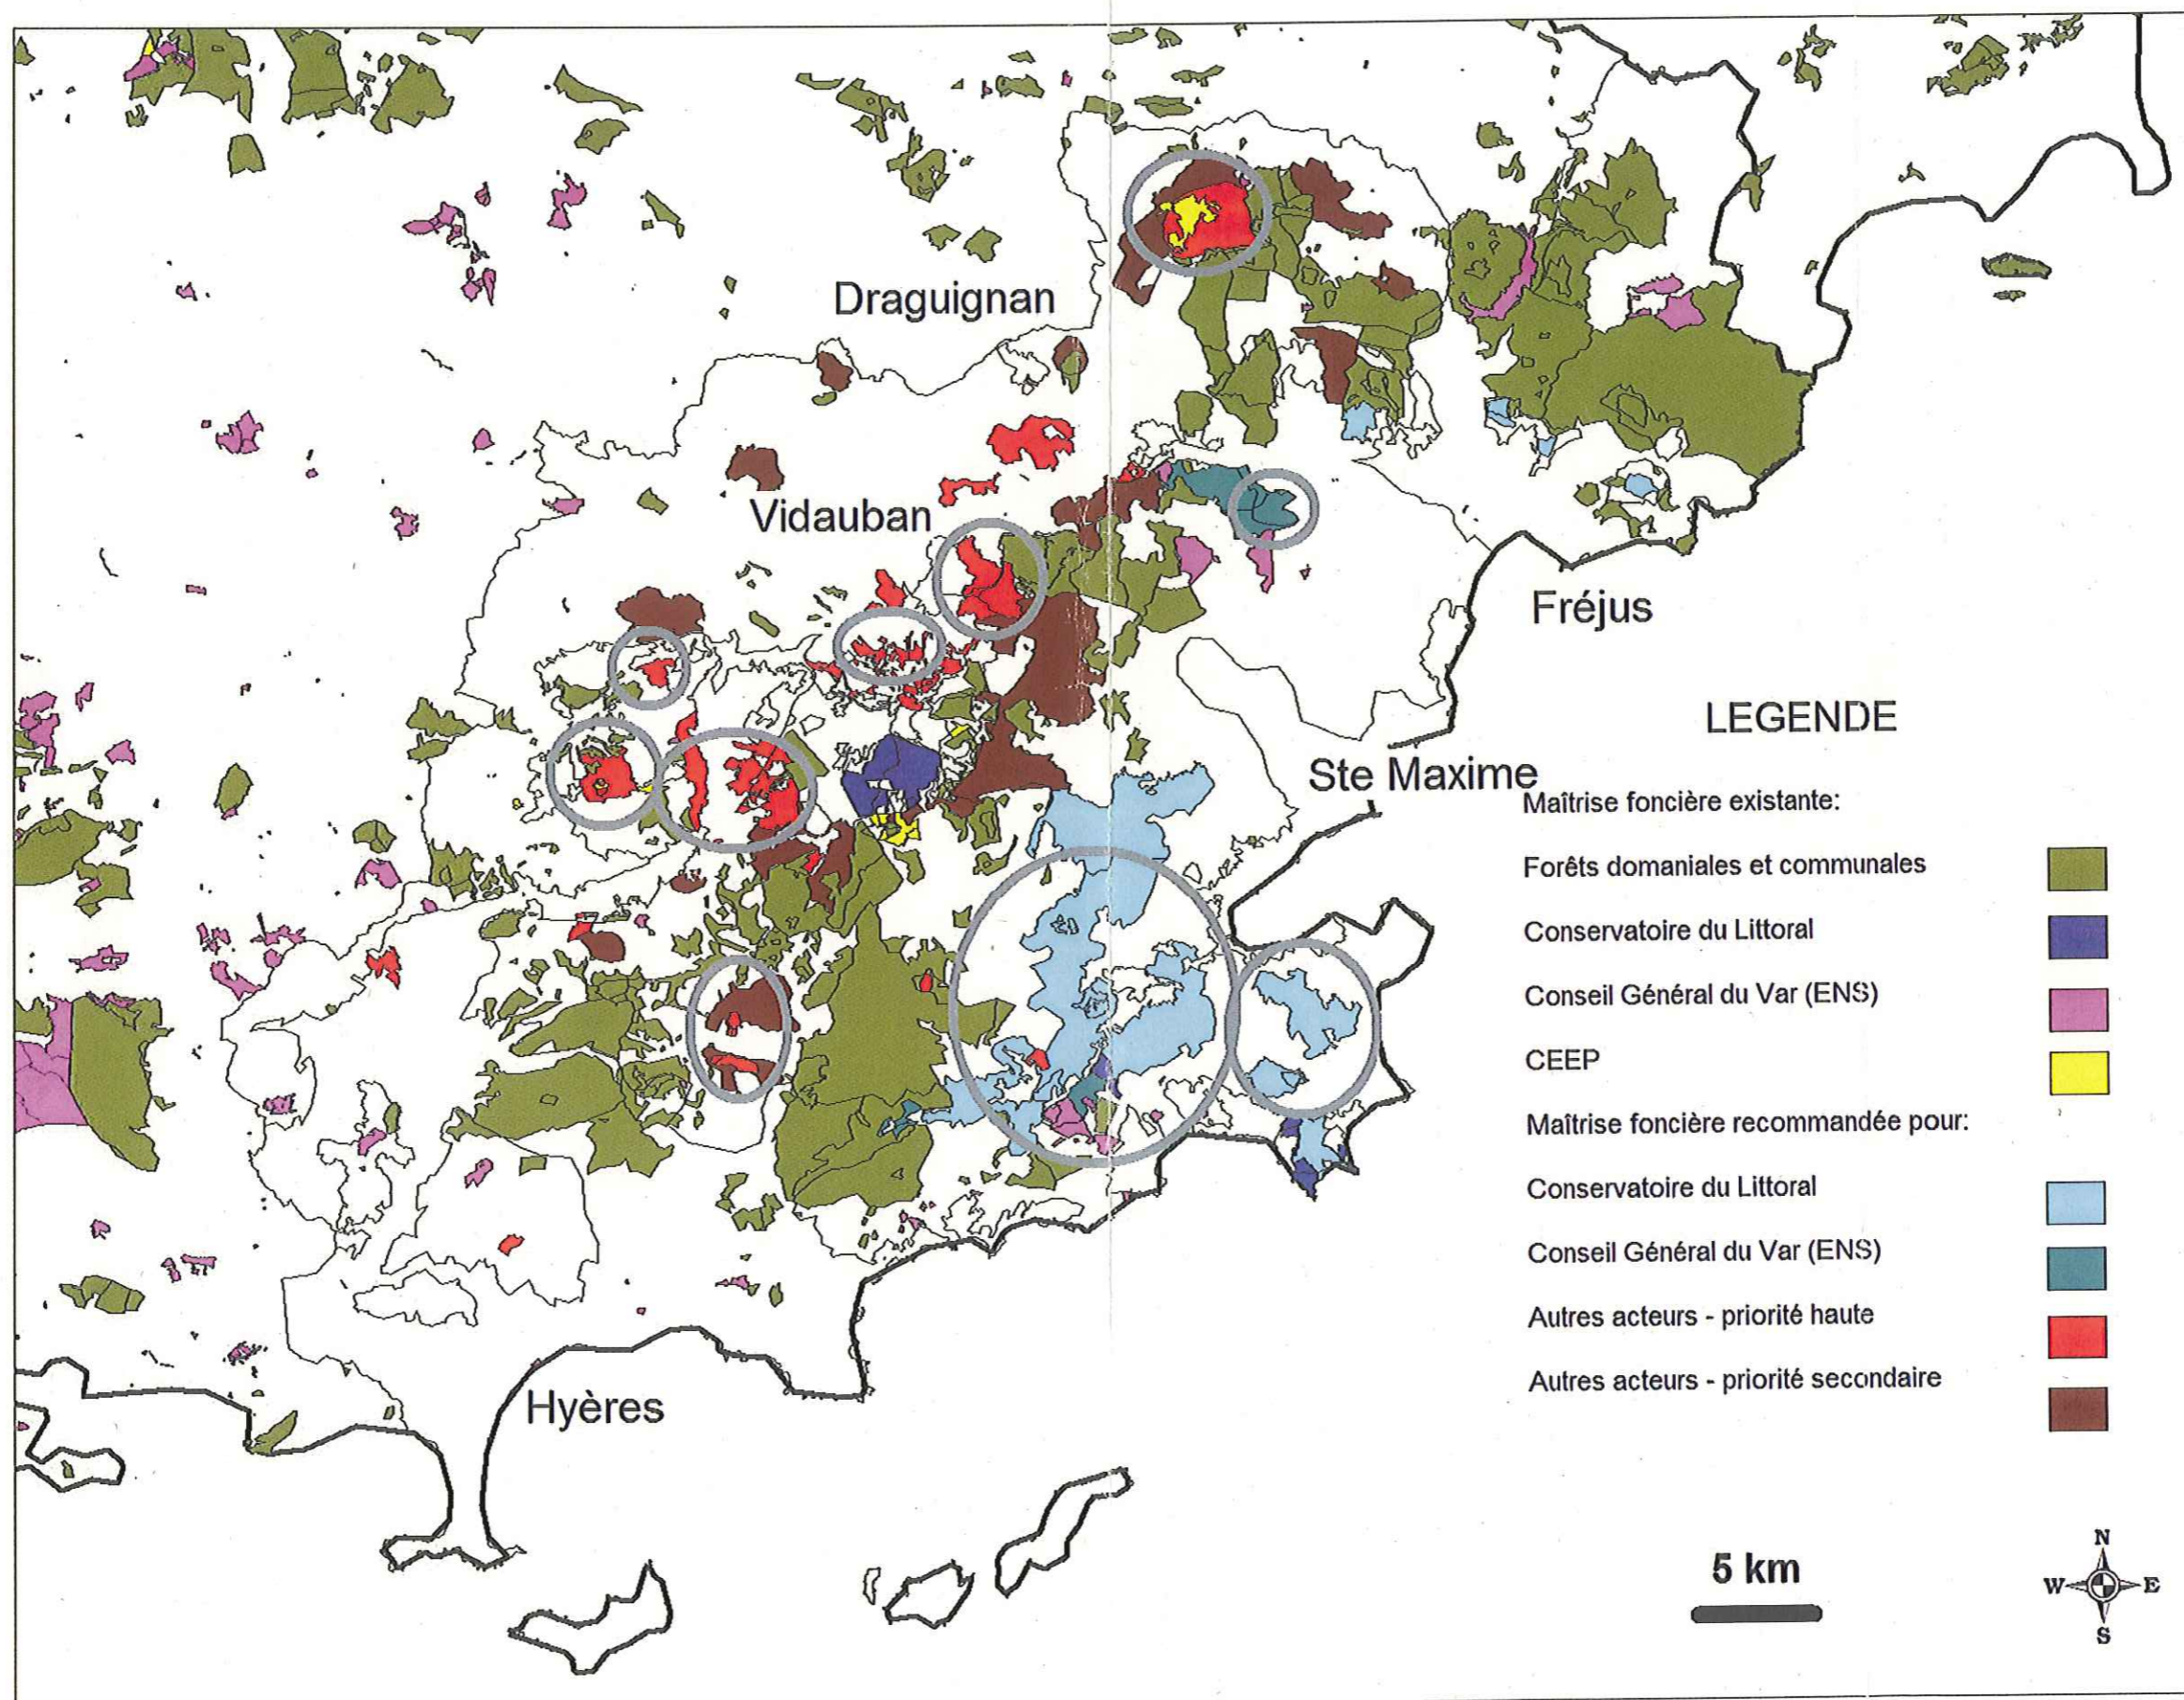 Draguignan
Vidauban
Fréjus
LEGENDE
Ste Maxime
Maîtrise foncière existante:
Forêts domaniales et communales
Conservatoire du Littoral
Conseil Général du Var (ENS)
CEEP
Maîtrise foncière recommandée pour:
Conservatoire du Littoral
Conseil Général du Var (ENS)
Autres acteurs - priorité haute
Autres acteurs - priorité secondaire
Hyères
5 km
N
W E
S